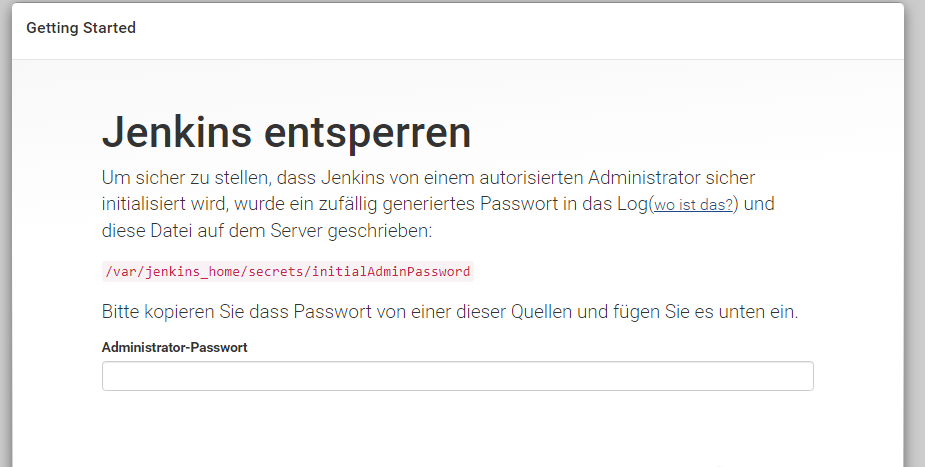 Getting Started
Jenkins entsperren
Um sicher zu stellen, dass Jenkins von einem autorisierten Administrator sicher
initialisiert wird, wurde ein zufällig generiertes Passwort in das Log(wo ist das?) und
diese Datei auf dem Server geschrieben:
/var/jenkins_home/secrets/initialAdminPassword
Bitte kopieren Sie dass Passwort von einer dieser Quellen und fügen Sie es unten ein.
Administrator-Passwort